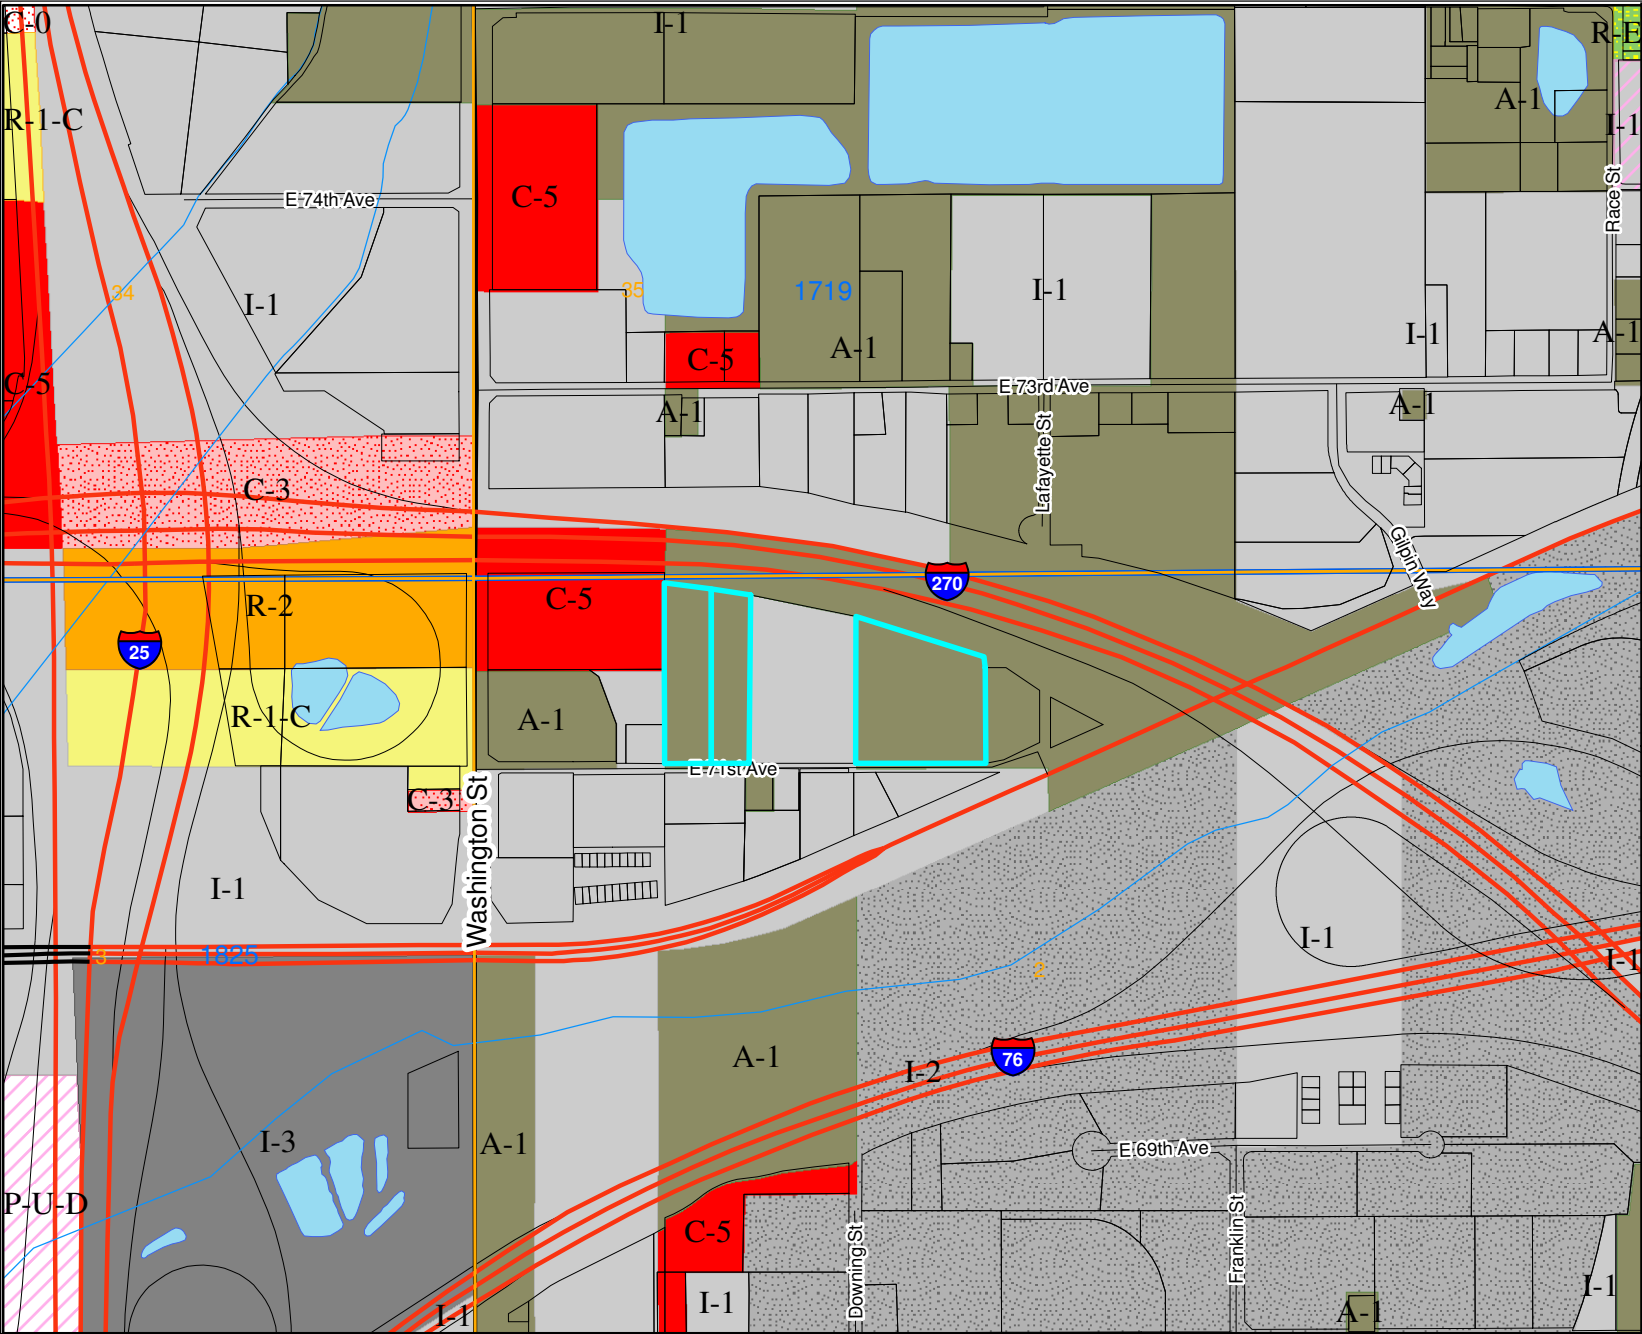 C-0
I-1
R-E
A-1
R-1-C
I-1
E 74th Ave
C-5
Race St
34
35
1719
I-1
I-1
I-1
A-1
A-1
C-5
C-5
E 73rd Ave
A-1
A-1
Lafayette St
C-3
Gilpin Way
270
C-5
R-2
25
R-1-C
A-1
E 71st Ave
C-3
Washington St
I-1
I-1
3
1825
I-1
2
A-1
76
I-2
I-3
A-1
E 69th Ave
P-U-D
C-5
Downing St
Franklin St
I-1
I-1
I-1
A-1